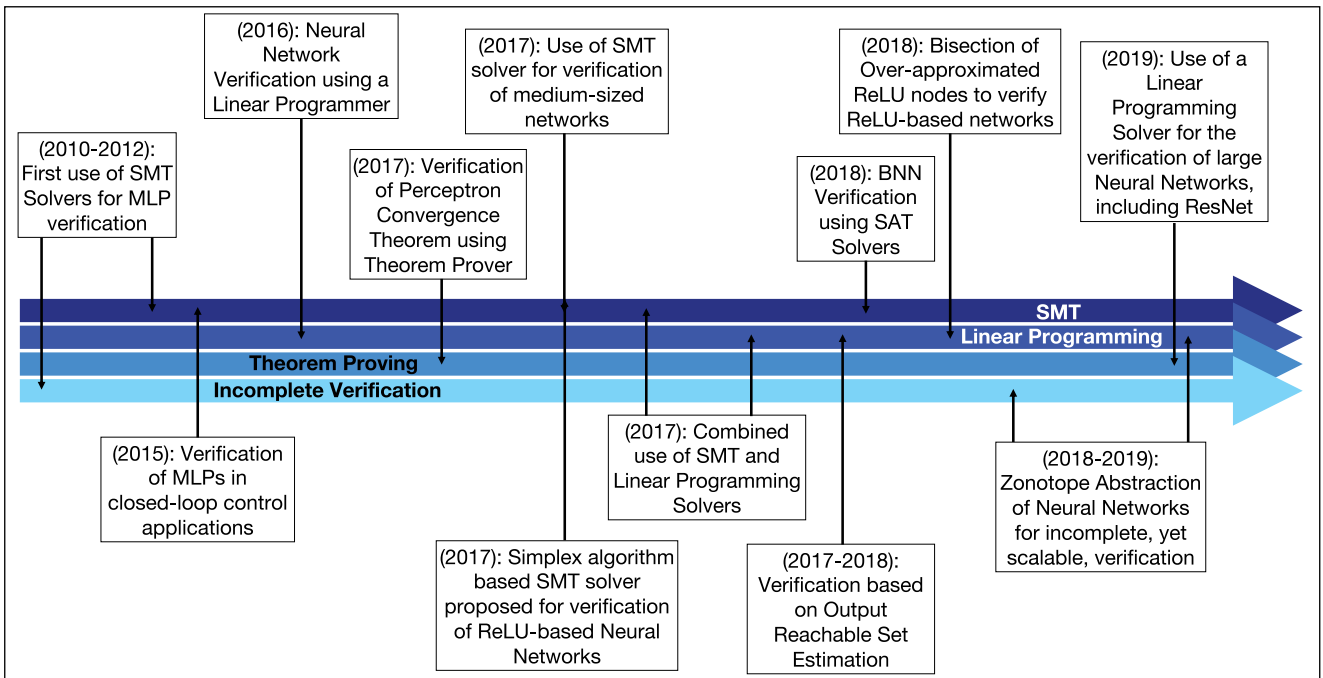 (2016): Neural
Network
Verification using a
Linear Programmer
(2017): Use of SMT
solver for verification
of medium-sized
networks
(2018): Bisection of
Over-approximated
ReLU nodes to verify
ReLU-based networks
(2019): Use of a
Linear
Programming
Solver for the
verification of large
Neural Networks,
including ResNet
(2010-2012):
First use of SMT
Solvers for MLP
verification
(2017): Verification
of Perceptron
Convergence
Theorem using
Theorem Prover
(2018): BNN
Verification
using SAT
Solvers
SMT
Linear Programming
Theorem Proving
Incomplete Verification
(2015): Verification
of MLPs in
closed-loop control
applications
(2017): Combined
use of SMT and
Linear Programming
Solvers
(2018-2019):
Zonotope Abstraction
of Neural Networks
for incomplete, yet
scalable, verification
(2017): Simplex algorithm
based SMT solver
proposed for verification
of ReLU-based Neural
Networks
(2017-2018):
Verification based
on Output
Reachable Set
Estimation